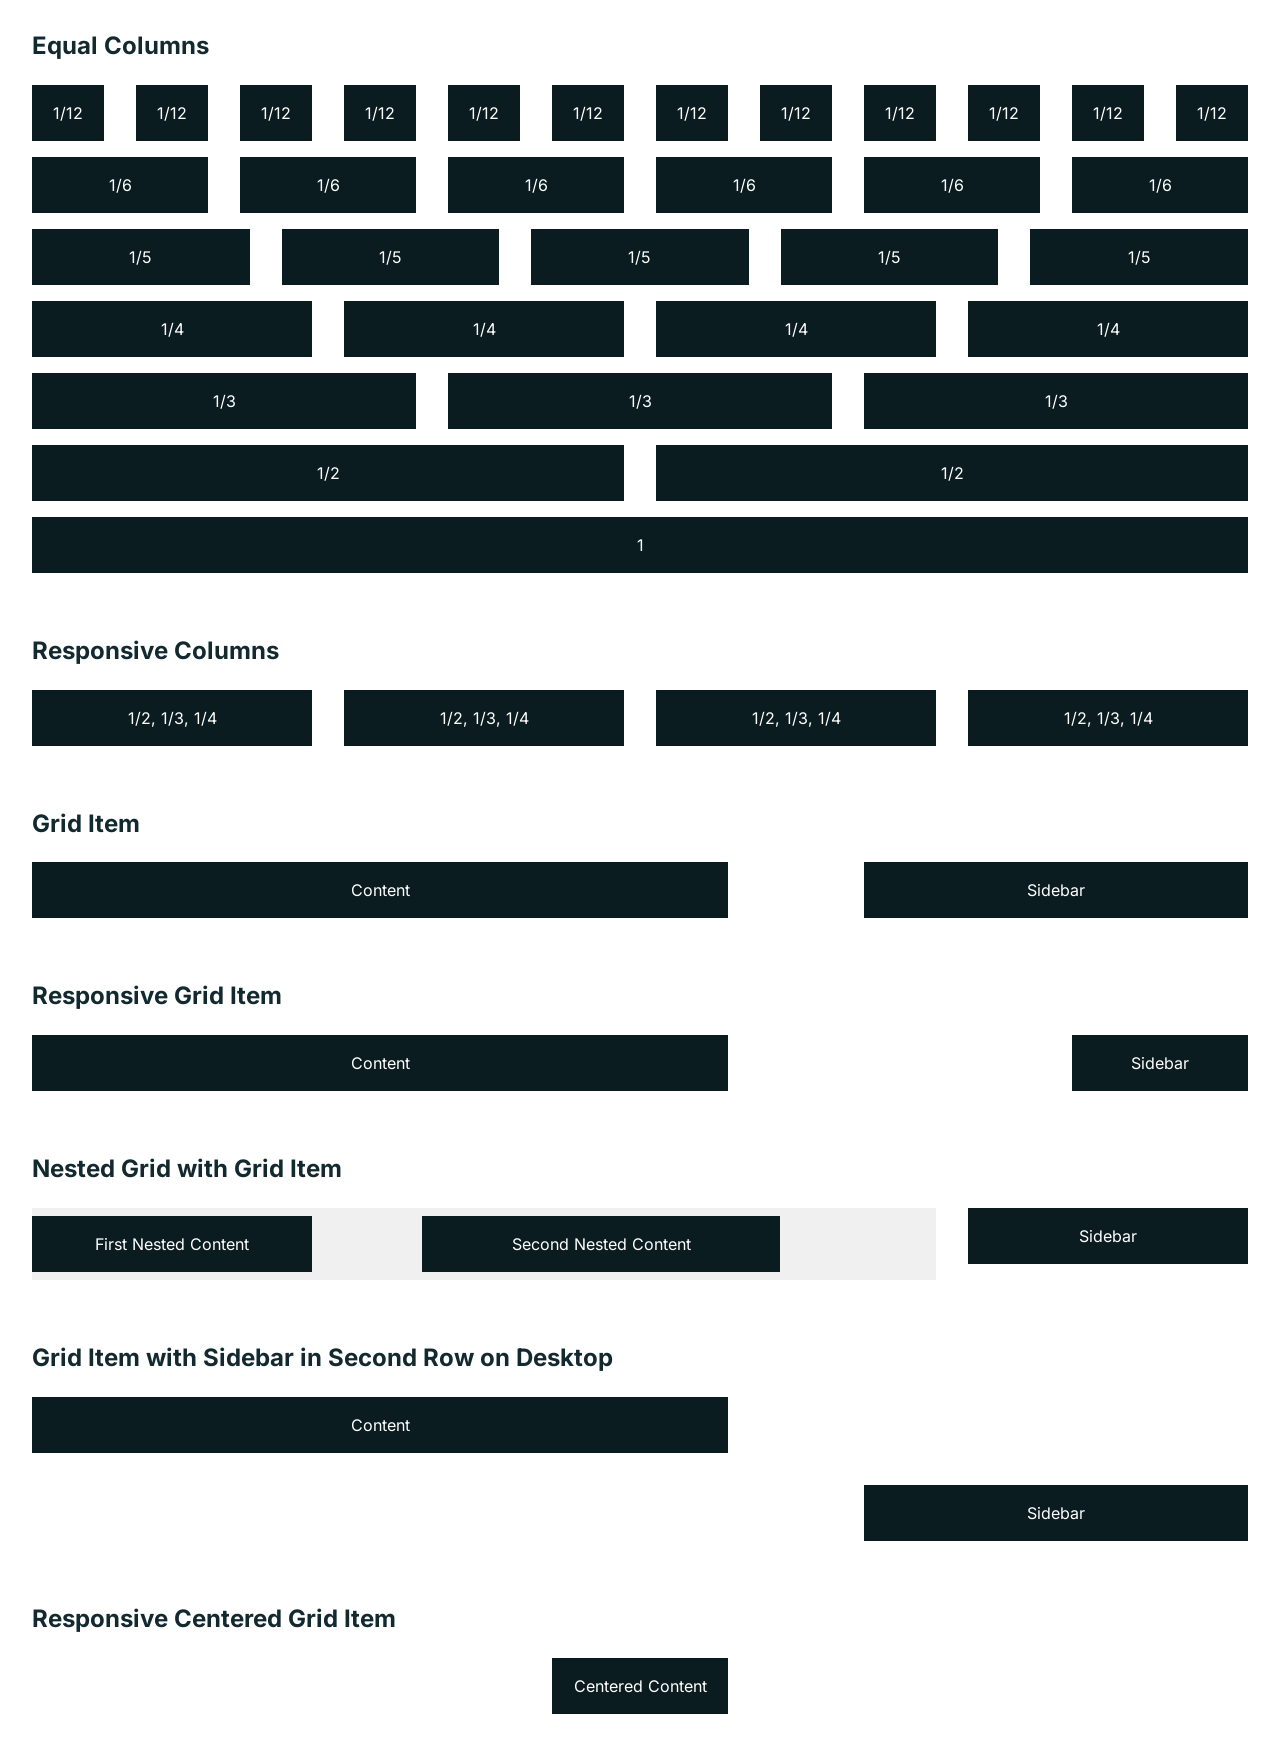 Equal Columns
1/12 1/12 1/12 1/12 1/12 1/12 1/12 1/12 1/12 1/12 1/12 1/12
1/6 1/6 1/6 1/6 1/6 1/6
1/5 1/5 1/5 1/5 1/5
1/4 1/4 1/4 1/4
1/3 1/3 1/3
1/2 1/2
1
Responsive Columns
1/2, 1/3, 1/4 1/2, 1/3, 1/4 1/2, 1/3, 1/4 1/2, 1/3, 1/4
Grid Item
Content Sidebar
Responsive Grid Item
Content Sidebar
Nested Grid with Grid Item
First Nested Content Second Nested Content Sidebar
Grid Item with Sidebar in Second Row on Desktop
Content
Sidebar
Responsive Centered Grid Item
Centered Content